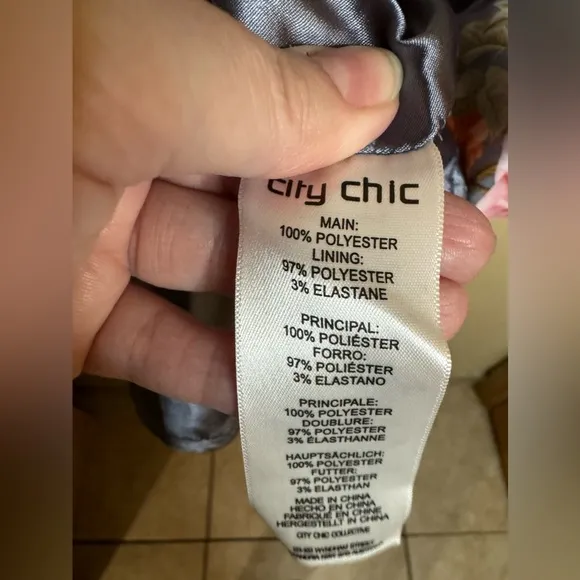 city chic
MAIN:
100% POLYESTER
LINING:
97% POLYESTER
3% ELASTANE
PRINCIPAL:
100% POLIÉSTER
FORRO:
97% POLIÉSTER
3% ELASTANO
PRINCIPALE:
100% POLYESTER
DOUBLURE:
97% POLYESTER
3% ÉLASTHANNE
HAUPTSÄCHLICH:
100% POLYESTER
FUTTER:
97% POLYESTER
3% ELASTHAN
MADE IN CHINA
HECHO EN CHINA
FABRIQUÉ EN CHINE
HERGESTELLT IN CHINA
CITY CHIC COLLECTIVE
WYNDHAM STREET